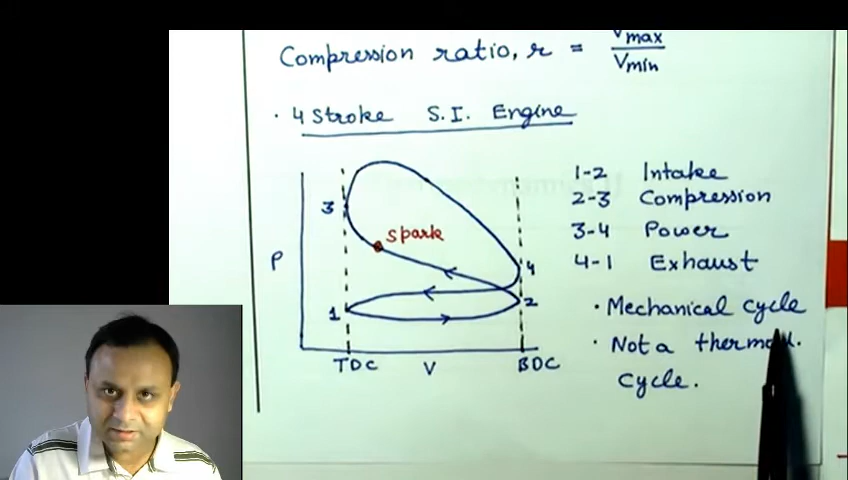 Compression ratio, r = Vmax
Vmin
· 4 Stroke S.I. Engine
1-2 Intake
2-3 Compression
3 spark
3-4 Power
P
4
4-1 Exhaust
1
2
· Mechanical cycle
· Not a
TDC V BDC
cycle.